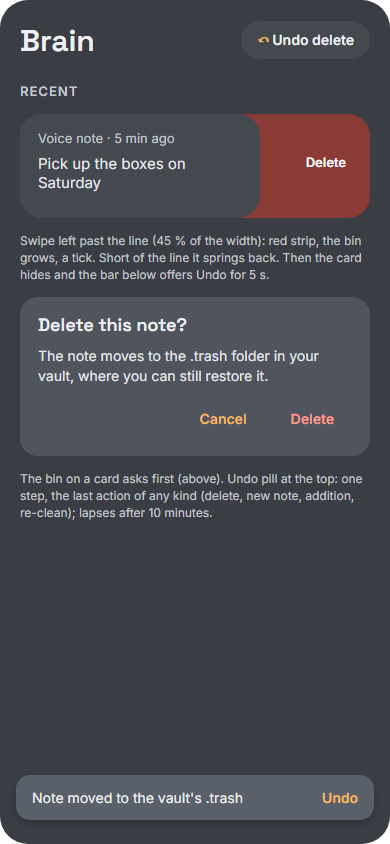 Brain
Undo delete
RECENT
Voice note · 5 min ago
Pick up the boxes on
Saturday
Delete
Swipe left past the line (45 % of the width): red strip, the bin
grows, a tick. Short of the line it springs back. Then the card
hides and the bar below offers Undo for 5 s.
Delete this note?
The note moves to the .trash folder in your
vault, where you can still restore it.
Cancel
Delete
The bin on a card asks first (above). Undo pill at the top: one
step, the last action of any kind (delete, new note, addition,
re-clean); lapses after 10 minutes.
Note moved to the vault's .trash
Undo